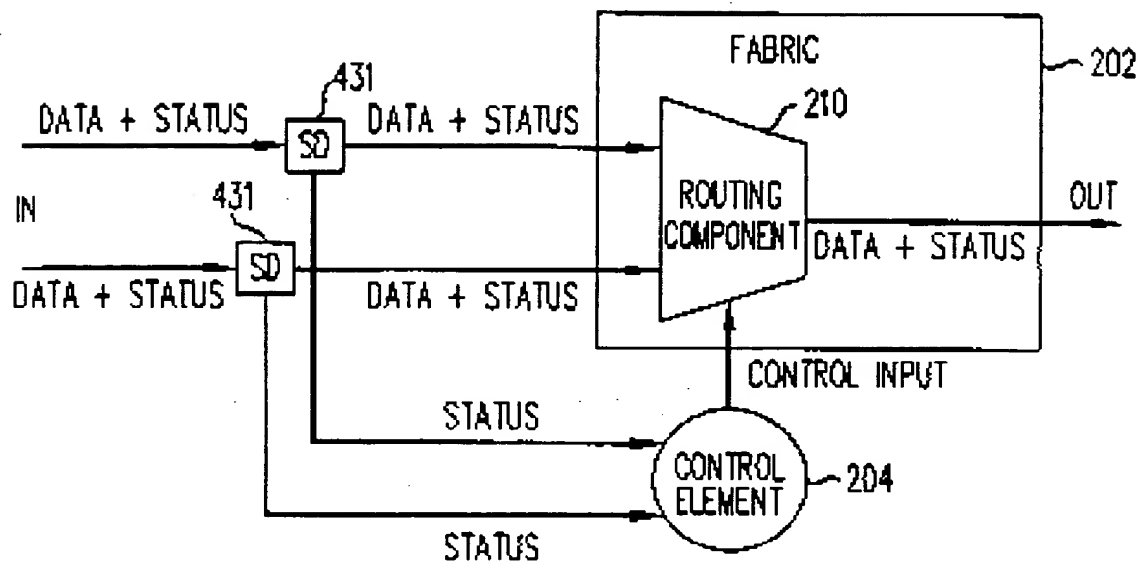 FABRIC
202
431
210
DATA + STATUS
SD
DATA + STATUS
431
IN
ROUTING
COMPONENT
OUT
DATA + STATUS
SD
DATA + STATUS
DATA + STATUS
CONTROL INPUT
STATUS
CONTROL
ELEMENT
204
STATUS